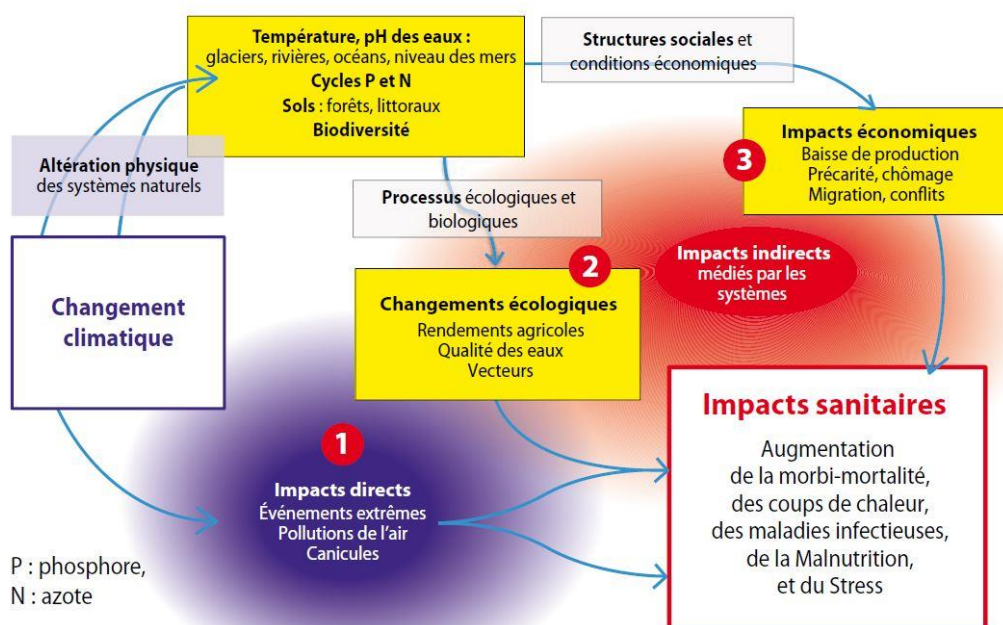 Température, pH des eaux :
glaciers, rivières, océans, niveau des mers
Cycles P et N
Sols : forêts, littoraux
Biodiversité
Structures sociales et
conditions économiques
Altération physique
des systèmes naturels
3
Impacts économiques
Baisse de production
Précarité, chômage
Migration, conflits
Processus écologiques et
biologiques
Changement
climatique
2
Changements écologiques
Rendements agricoles
Qualité des eaux
Vecteurs
Impacts indirects
médiés par les
systèmes
1
Impacts directs
Événements extrêmes
Pollutions de l'air
Canicules
Impacts sanitaires
Augmentation
de la morbi-mortalité,
des coups de chaleur,
des maladies infectieuses,
de la Malnutrition,
et du Stress
P : phosphore,
N : azote